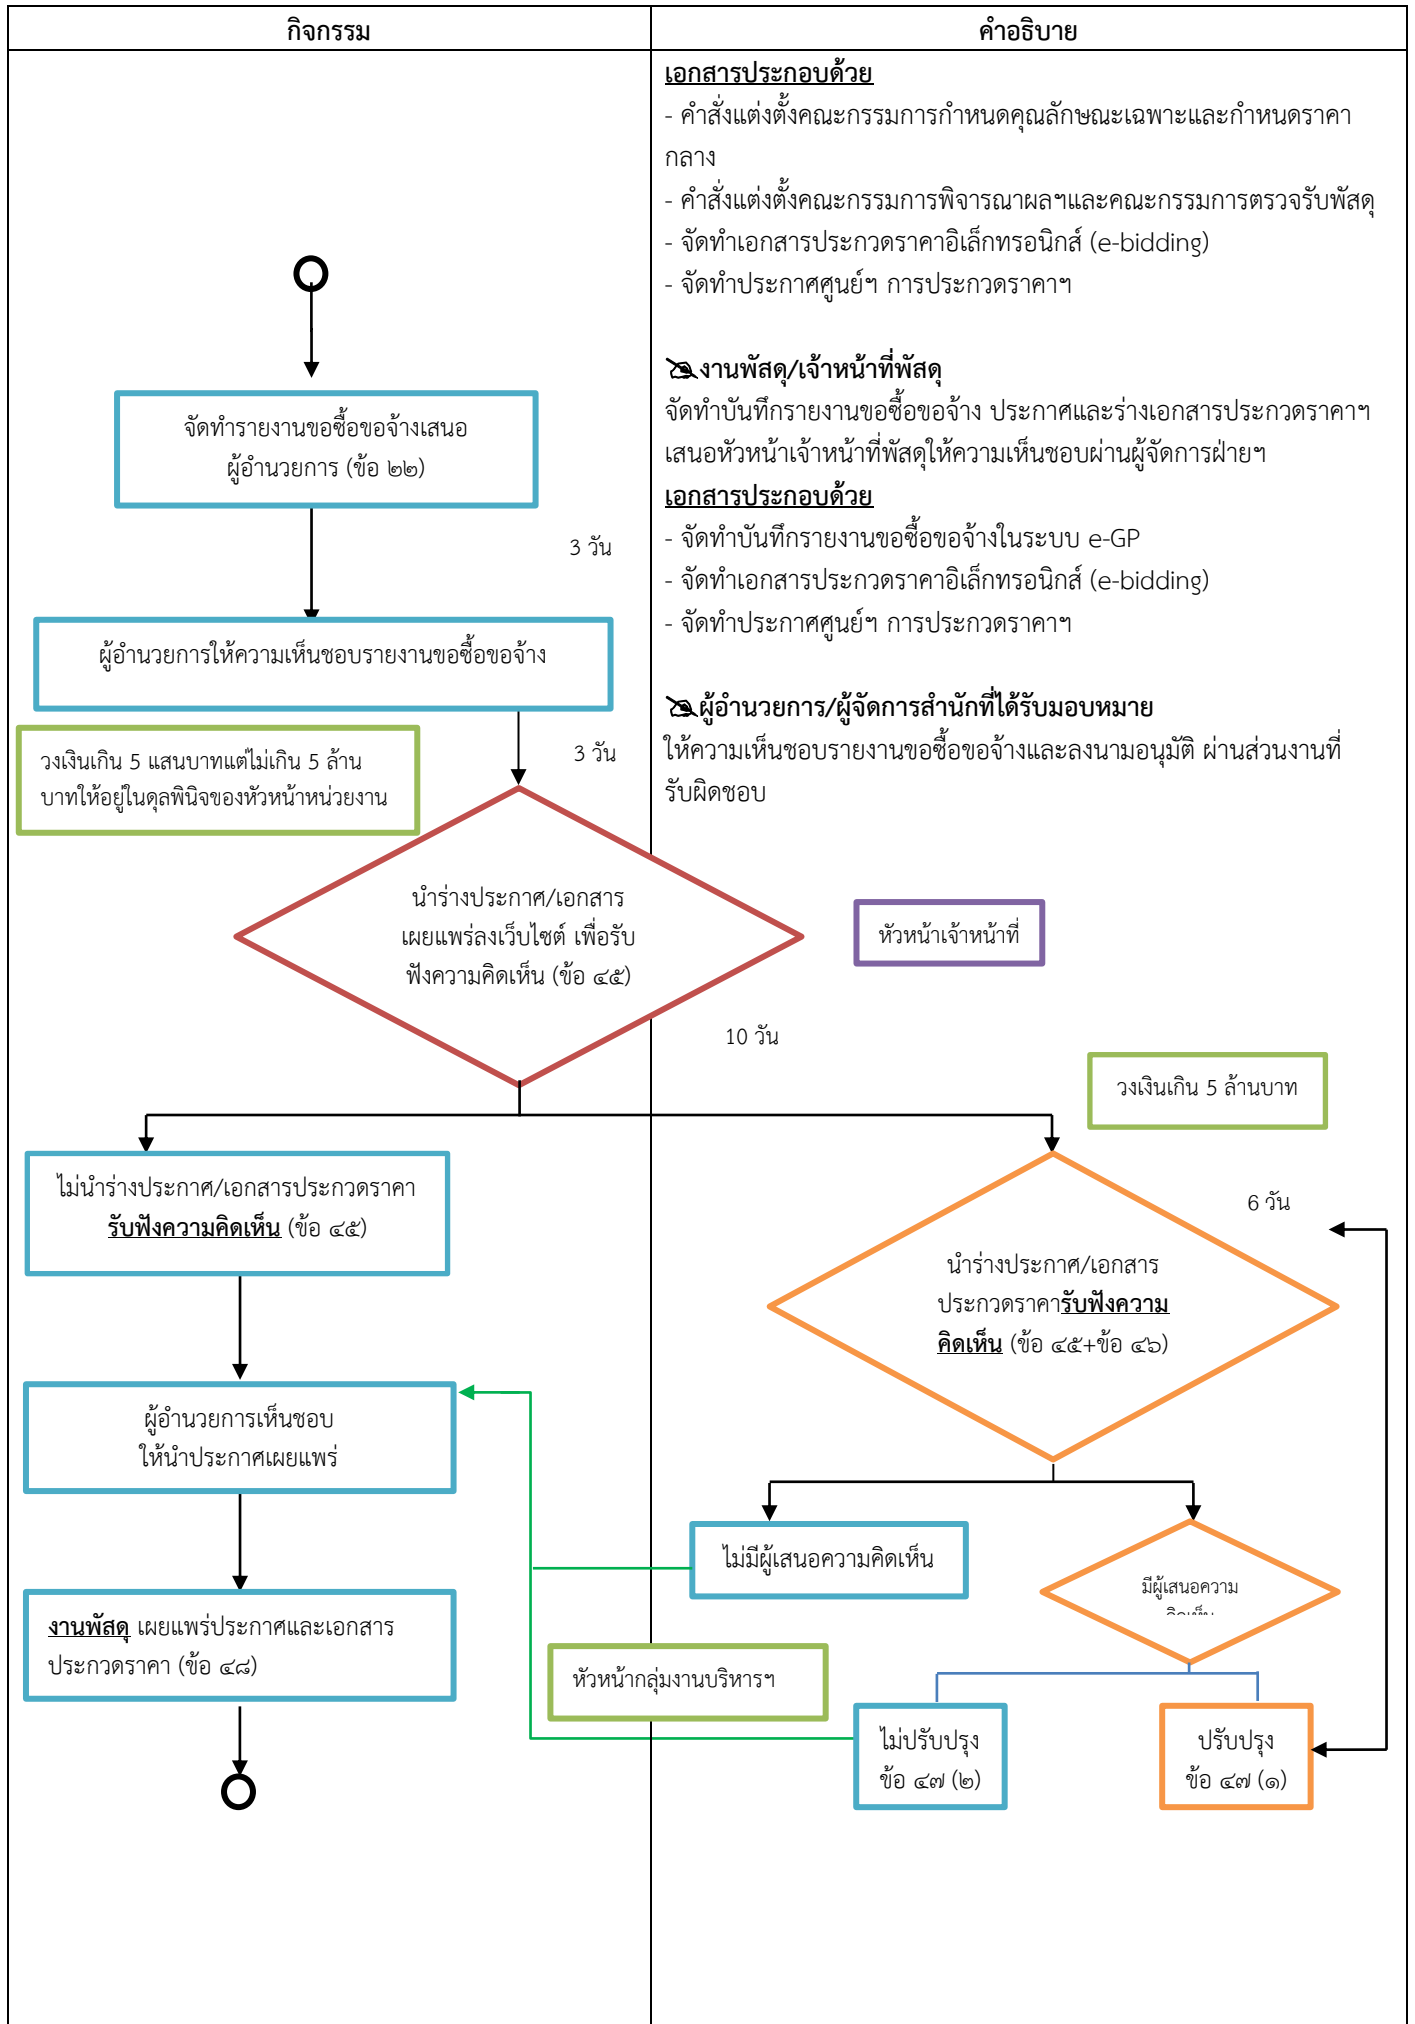 กิจกรรม
คำอธิบาย
เอกสารประกอบด้วย
- คำสั่งแต่งตั้งคณะกรรมการกำหนดคุณลักษณะเฉพาะและกำหนดราคา
กลาง
- คำสั่งแต่งตั้งคณะกรรมการพิจารณาผลฯและคณะกรรมการตรวจรับพัสดุ
- จัดทำเอกสารประกวดราคาอิเล็กทรอนิกส์ (e-bidding)
- จัดทำประกาศศูนย์ฯ การประกวดราคาฯ
งานพัสดุ/เจ้าหน้าที่พัสดุ
จัดทำบันทึกรายงานขอซื้อขอจ้าง ประกาศและร่างเอกสารประกวดราคาฯ
เสนอหัวหน้าเจ้าหน้าที่พัสดุให้ความเห็นชอบผ่านผู้จัดการฝ่ายฯ
เอกสารประกอบด้วย
- จัดทำบันทึกรายงานขอซื้อขอจ้างในระบบ e-GP
- จัดทำเอกสารประกวดราคาอิเล็กทรอนิกส์ (e-bidding)
- จัดทำประกาศศูนย์ฯ การประกวดราคาฯ
ผู้อำนวยการ/ผู้จัดการสำนักที่ได้รับมอบหมาย
ให้ความเห็นชอบรายงานขอซื้อขอจ้างและลงนามอนุมัติ ผ่านส่วนงานที่
รับผิดชอบ
จัดทำรายงานขอซื้อขอจ้างเสนอ
ผู้อำนวยการ (ข้อ ๒๒)
3 วัน
ผู้อำนวยการให้ความเห็นชอบรายงานขอซื้อขอจ้าง
วงเงินเกิน 5 แสนบาทแต่ไม่เกิน 5 ล้าน
บาทให้อยู่ในดุลพินิจของหัวหน้าหน่วยงาน
3 วัน
นำร่างประกาศ/เอกสาร
เผยแพร่ลงเว็บไซต์ เพื่อรับ
ฟังความคิดเห็น (ข้อ ๔๕)
หัวหน้าเจ้าหน้าที่
10 วัน
วงเงินเกิน 5 ล้านบาท
ไม่นำร่างประกาศ/เอกสารประกวดราคา
รับฟังความคิดเห็น (ข้อ ๔๕)
6 วัน
นำร่างประกาศ/เอกสาร
ประกวดราคารับฟังความ
คิดเห็น (ข้อ ๔๕+ข้อ ๔๖)
ผู้อำนวยการเห็นชอบ
ให้นำประกาศเผยแพร่
ไม่มีผู้เสนอความคิดเห็น
มีผู้เสนอความ
งานพัสดุ เผยแพร่ประกาศและเอกสาร
ประกวดราคา (ข้อ ๔๘)
หัวหน้ากลุ่มงานบริหารฯ
ไม่ปรับปรุง
ข้อ ๔๗ (๒)
ปรับปรุง
ข้อ ๔๗ (๑)